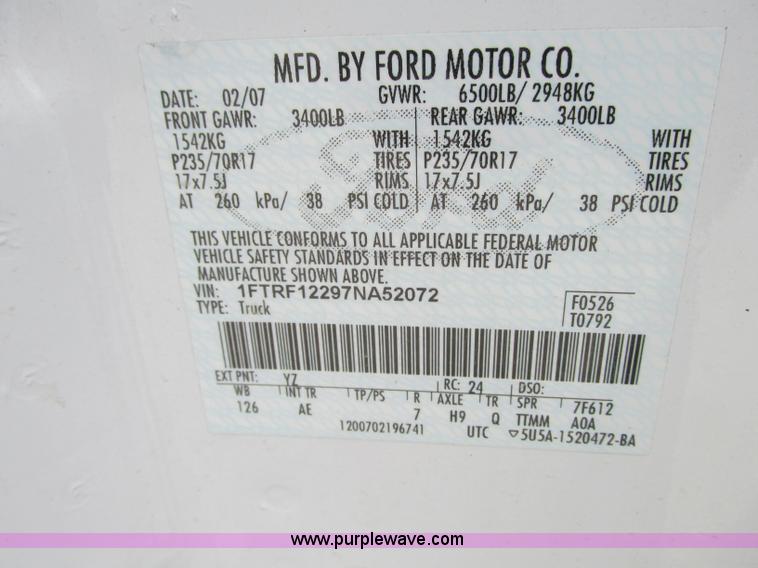 MFD. BY FORD MOTOR CO.
DATE: 02/07 GVWR: 6500LB/ 2948KG
FRONT GAWR: 3400LB REAR GAWR: 3400LB
1542KG WITH 1542KG WITH
P235/70R17 TIRES P235/70R17 TIRES
17x7.5J RIMS 17x7.5J RIMS
AT 260 kPa/ 38 PSI COLD AT 260 kPa/ 38 PSI COLD
THIS VEHICLE CONFORMS TO ALL APPLICABLE FEDERAL MOTOR
VEHICLE SAFETY STANDARDS IN EFFECT ON THE DATE OF
MANUFACTURE SHOWN ABOVE.
VIN: 1FTRF12297NA52072 F0526
TYPE: Truck T0792
EXT PNT: YZ RC: 24 DSO:
WB INT TR TP/PS R AXLE TR SPR 7F612
126 AE 7 H9 Q TTMM A0A
1200702196741 UTC ▽5U5A-1520472-BA
Ford
www.purplewave.com